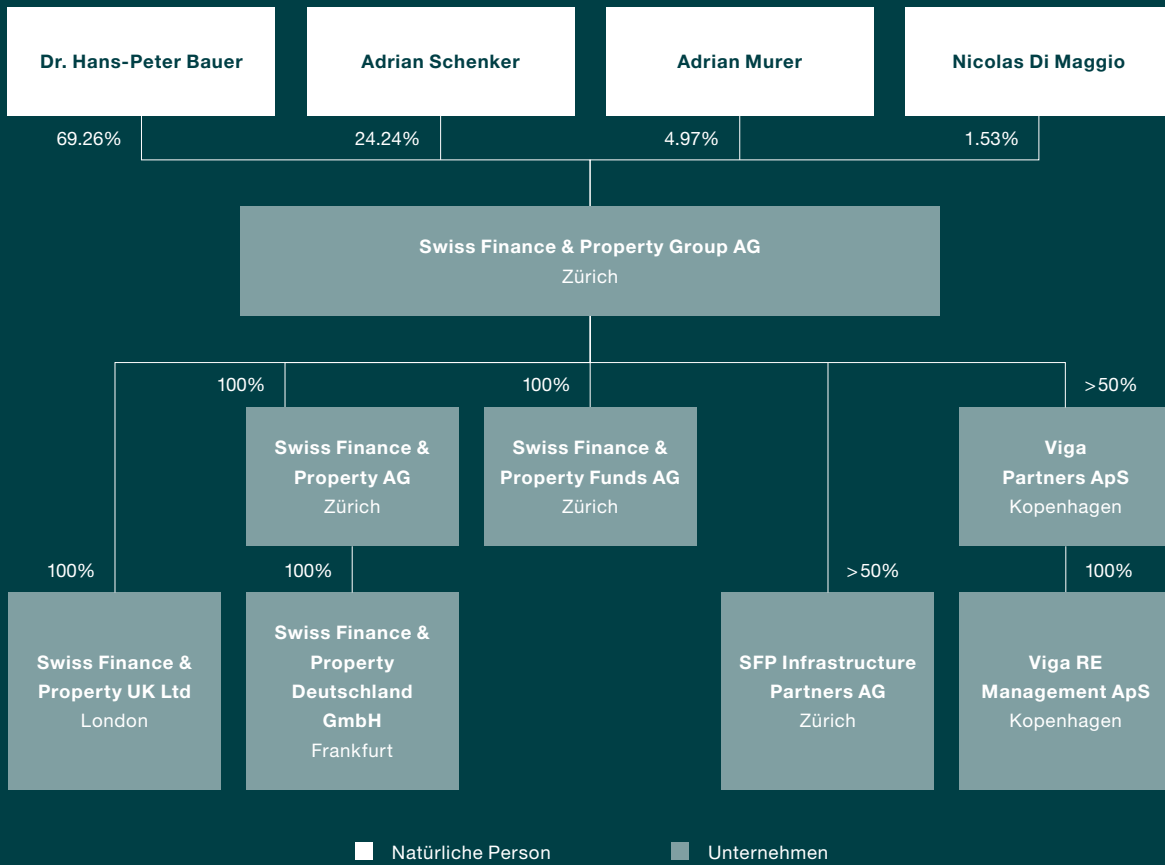 Dr. Hans-Peter Bauer
Adrian Schenker
Adrian Murer
Nicolas Di Maggio
69.26%
24.24%
4.97%
1.53%
Swiss Finance & Property Group AG
Zürich
100%
100%
>50%
Swiss Finance &
Property AG
Zürich
Swiss Finance &
Property Funds AG
Zürich
Viga
Partners ApS
Kopenhagen
100%
100%
>50%
100%
Swiss Finance &
Property UK Ltd
London
Swiss Finance &
Property
Deutschland
GmbH
Frankfurt
SFP Infrastructure
Partners AG
Zürich
Viga RE
Management ApS
Kopenhagen
Natürliche Person
Unternehmen